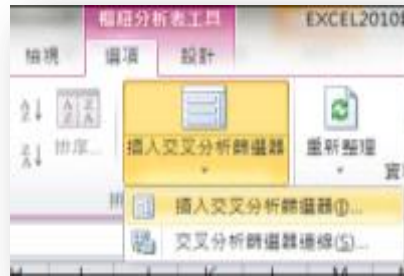 樞紐分析表工具 EXCEL2010
檢視 選項 設計
排序... 插入交叉分析篩選器 重新整理
插入交叉分析篩選器(I)...
交叉分析篩選器連線(S)...